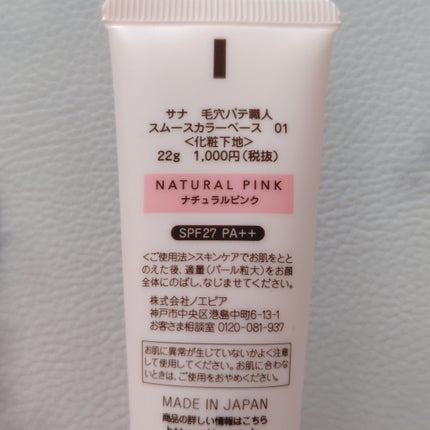 サナ　毛穴パテ職人
スムースカラーベース　01
＜化粧下地＞
22g　1,000円(税抜)
NATURAL PINK
ナチュラルピンク
SPF27 PA++
＜ご使用法＞スキンケアでお肌をとと
のえた後、適量(パール粒大)をお顔
全体にのばし、なじませてください。
株式会社ノエビア
神戸市中央区港島中町6-13-1
お客さま相談室 0120-081-937
お肌に異常が生じていないかよく注意
して使用してください。お肌に合わな
いときは、ご使用をおやめください。
MADE IN JAPAN
商品の詳しい情報はこちら